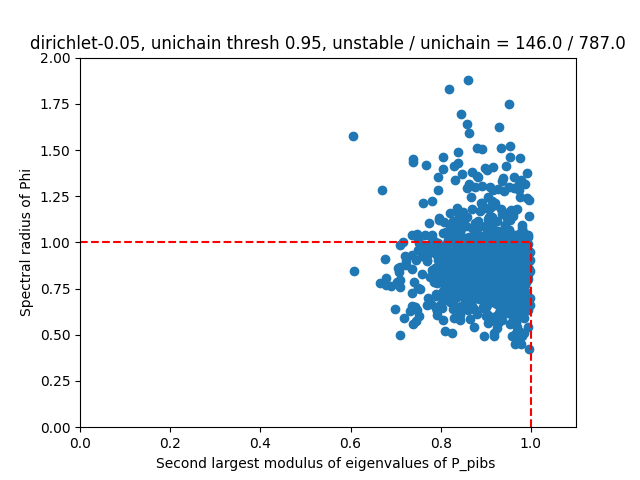 dirichlet-0.05, unichain thresh 0.95, unstable / unichain = 146.0 / 787.0
2.00
1.75
1.50
1.25
1.00
0.75
0.50
0.25
0.00
Spectral radius of Phi
0.0 0.2 0.4 0.6 0.8 1.0
Second largest modulus of eigenvalues of P_pibs